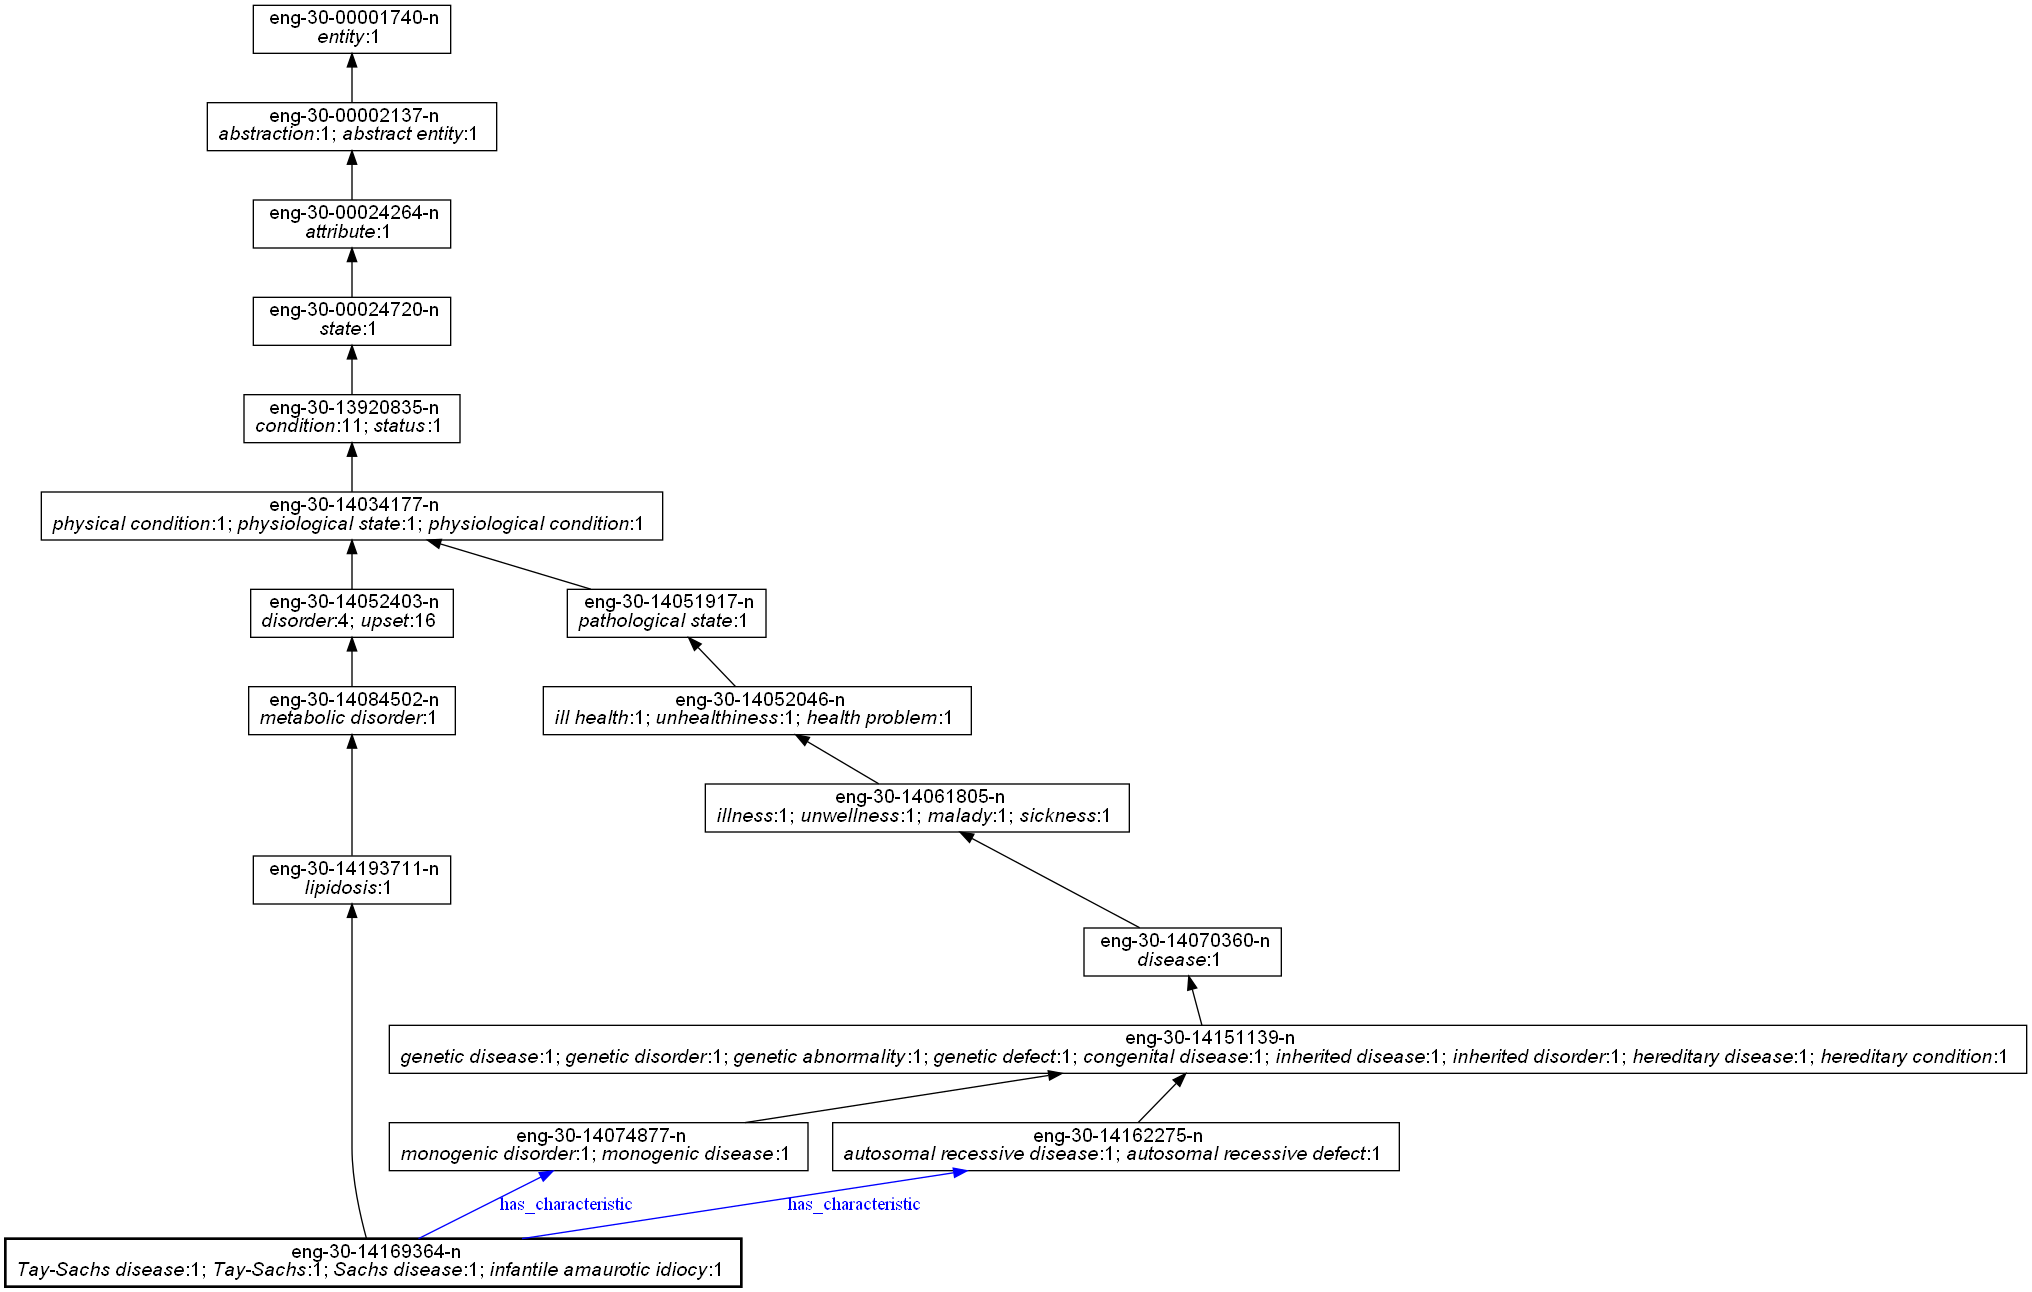 eng-30-00001740-n
entity:1
eng-30-00002137-n
abstraction:1; abstract entity:1
eng-30-00024264-n
attribute:1
eng-30-00024720-n
state:1
eng-30-13920835-n
condition:11; status:1
eng-30-14034177-n
physical condition:1; physiological state:1; physiological condition:1
eng-30-14052403-n
disorder:4; upset:16
eng-30-14051917-n
pathological state:1
eng-30-14084502-n
metabolic disorder:1
eng-30-14052046-n
ill health:1; unhealthiness:1; health problem:1
eng-30-14061805-n
illness:1; unwellness:1; malady:1; sickness:1
eng-30-14193711-n
lipidosis:1
eng-30-14070360-n
disease:1
eng-30-14151139-n
genetic disease:1; genetic disorder:1; genetic abnormality:1; genetic defect:1; congenital disease:1; inherited disease:1; inherited disorder:1; hereditary disease:1; hereditary condition:1
eng-30-14074877-n
monogenic disorder:1; monogenic disease:1
eng-30-14162275-n
autosomal recessive disease:1; autosomal recessive defect:1
has_characteristic
has_characteristic
eng-30-14169364-n
Tay-Sachs disease:1; Tay-Sachs:1; Sachs disease:1; infantile amaurotic idiocy:1